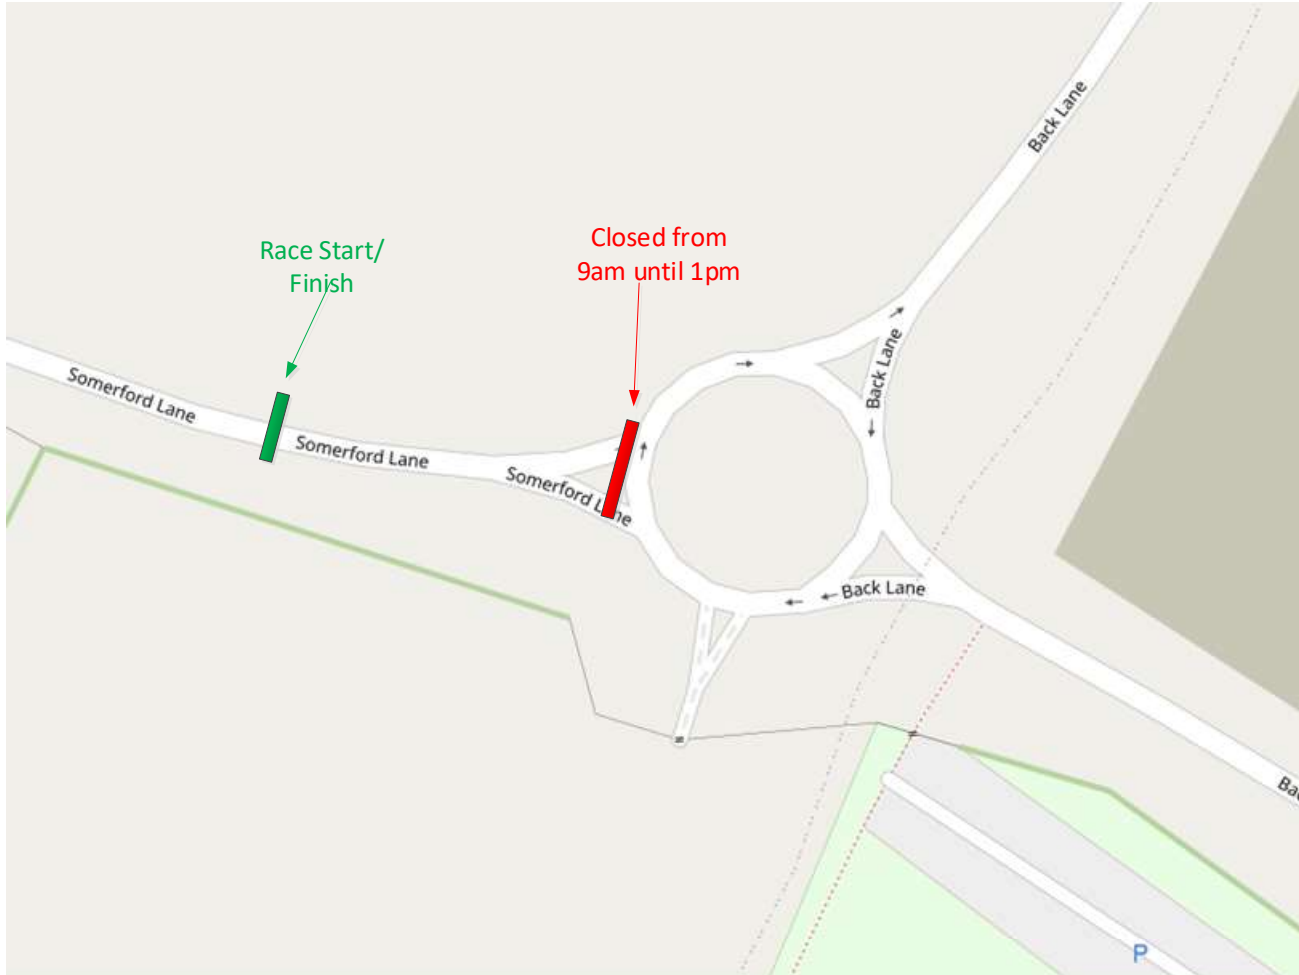 Back Lane
Race Start/
Finish
Closed from
9am until 1pm
Back Lane
Somerford Lane
Somerford Lane
Somerford Lane
Back Lane
Bac
P